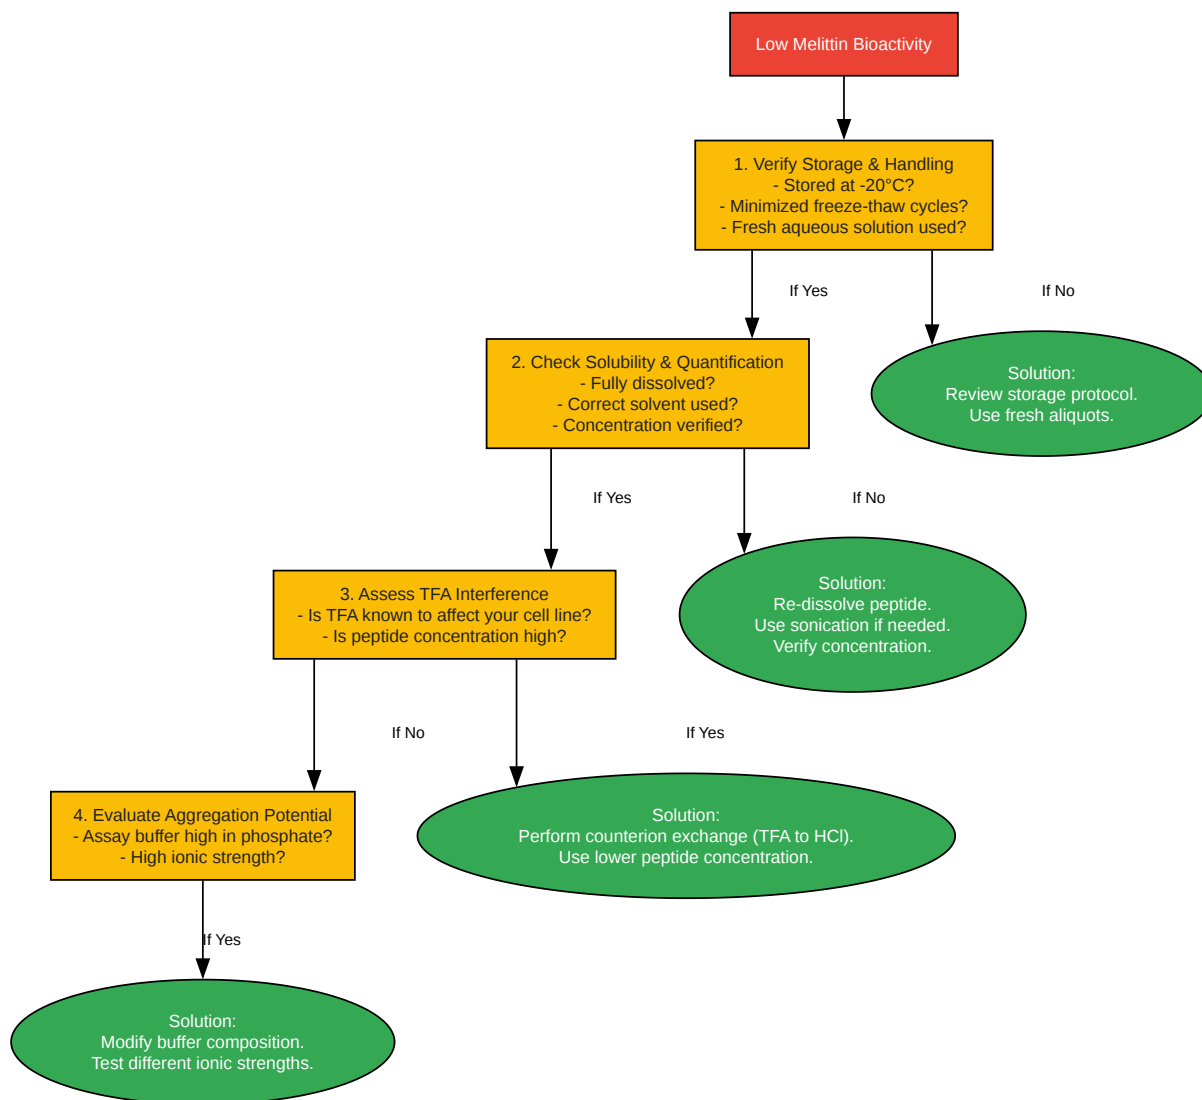 Low Melittin Bioactivity
1. Verify Storage & Handling
- Stored at -20°C?
- Minimized freeze-thaw cycles?
- Fresh aqueous solution used?
If Yes
If No
2. Check Solubility & Quantification
- Fully dissolved?
- Correct solvent used?
- Concentration verified?
Solution:
Review storage protocol.
Use fresh aliquots.
If Yes
If No
3. Assess TFA Interference
- Is TFA known to affect your cell line?
- Is peptide concentration high?
Solution:
Re-dissolve peptide.
Use sonication if needed.
Verify concentration.
If No
If Yes
4. Evaluate Aggregation Potential
- Assay buffer high in phosphate?
- High ionic strength?
Solution:
Perform counterion exchange (TFA to HCl).
Use lower peptide concentration.
If Yes
Solution:
Modify buffer composition.
Test different ionic strengths.